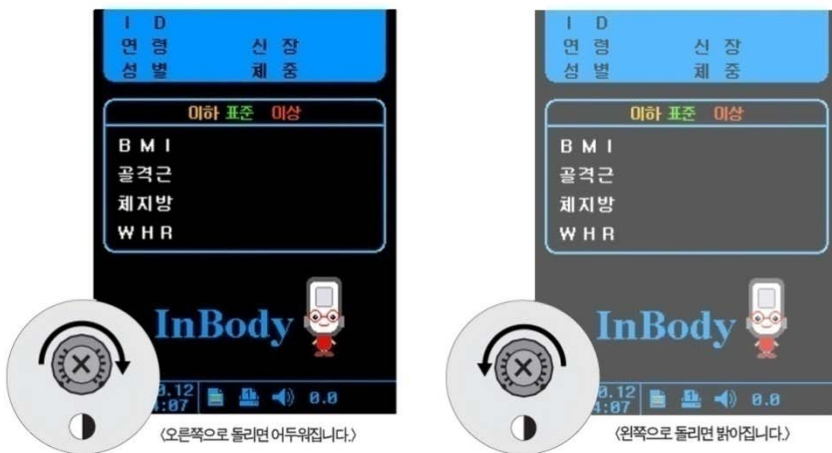 I D
연 령 신 장
성 별 체 중
이하 표준 이상
B M I
골격근
체지방
W H R
InBody
0.12
4:07
0.0
〈오른쪽으로 돌리면 어두워집니다.〉
I D
연 령 신 장
성 별 체 중
이하 표준 이상
B M I
골격근
체지방
W H R
InBody
0.12
4:07
0.0
〈왼쪽으로 돌리면 밝아집니다.〉